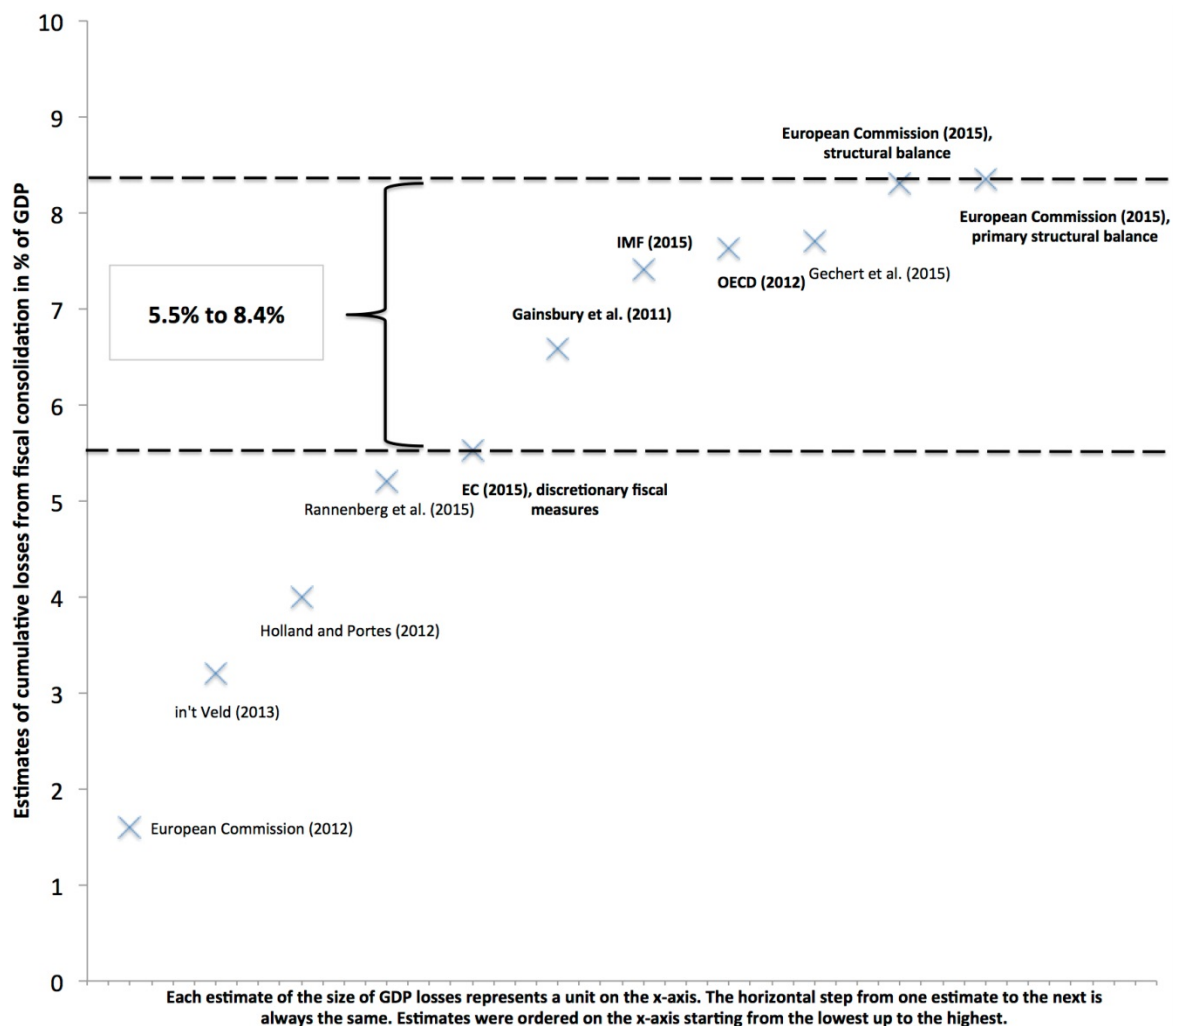 Estimates of cumulative losses from fiscal consolidation in % of GDP
10
9
8
7
6
5
4
3
2
1
0
European Commission (2015),
structural balance
European Commission (2015),
primary structural balance
IMF (2015)
OECD (2012)
Gechert et al. (2015)
Gainsbury et al. (2011)
5.5% to 8.4%
EC (2015), discretionary fiscal
measures
Rannenberg et al. (2015)
Holland and Portes (2012)
in't Veld (2013)
European Commission (2012)
Each estimate of the size of GDP losses represents a unit on the x-axis. The horizontal step from one estimate to the next is
always the same. Estimates were ordered on the x-axis starting from the lowest up to the highest.